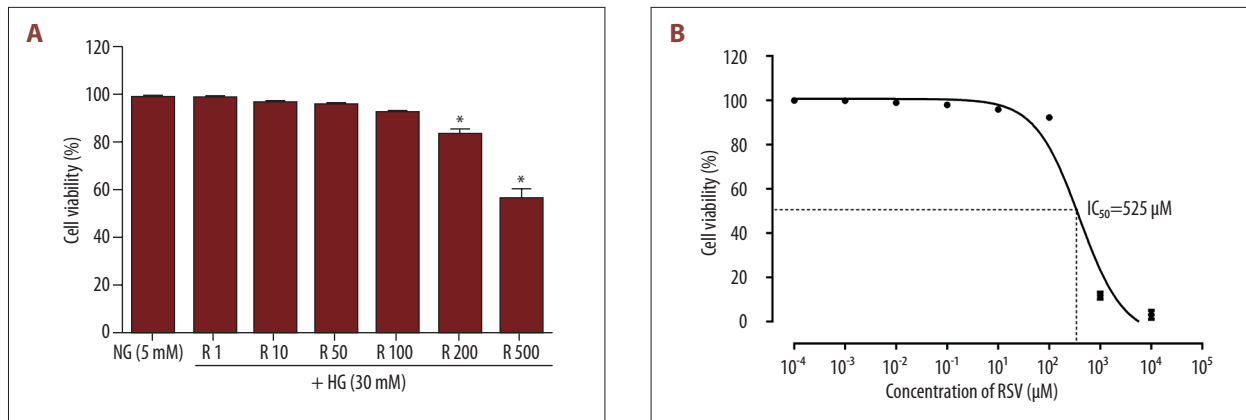 A
120
100
80
60
40
20
0
Cell viability (%)
*
*
NG (5 mM) R 1 R 10 R 50 R 100 R 200 R 500
+ HG (30 mM)
B
120
100
80
60
40
20
0
Cell viability (%)
IC₅₀=525 µM
10⁻⁴ 10⁻³ 10⁻² 10⁻¹ 10¹ 10² 10³ 10⁴ 10⁵
Concentration of RSV (µM)